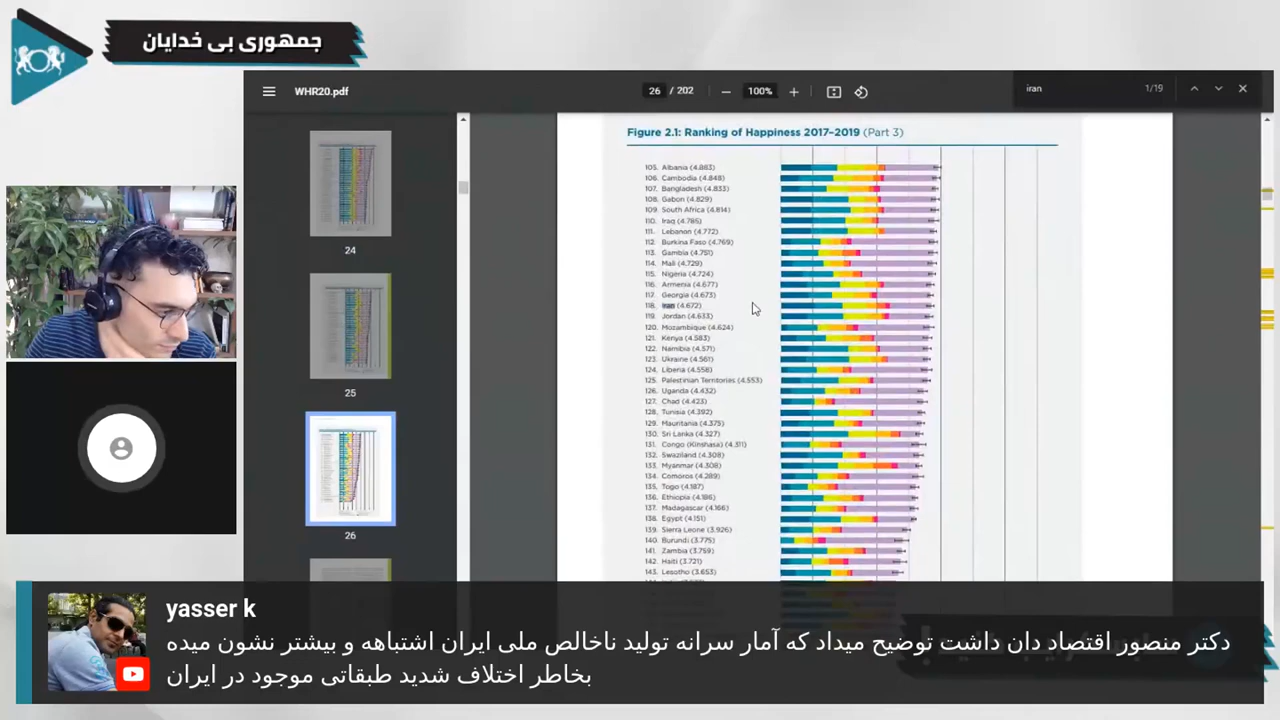 جمهوری بی خدایان
WHR20.pdf
26 / 202
100%
iran
1/19
24
25
26
Figure 2.1: Ranking of Happiness 2017–2019 (Part 3)
105. Albania (4.883)
106. Cambodia (4.848)
107. Bangladesh (4.833)
108. Gabon (4.829)
109. South Africa (4.814)
110. Iraq (4.785)
111. Lebanon (4.772)
112. Burkina Faso (4.769)
113. Gambia (4.751)
114. Mali (4.729)
115. Nigeria (4.724)
116. Armenia (4.677)
117. Georgia (4.673)
118. Iran (4.672)
119. Jordan (4.633)
120. Mozambique (4.624)
121. Kenya (4.583)
122. Namibia (4.571)
123. Ukraine (4.561)
124. Liberia (4.558)
125. Palestinian Territories (4.553)
126. Uganda (4.432)
127. Chad (4.423)
128. Tunisia (4.392)
129. Mauritania (4.375)
130. Sri Lanka (4.327)
131. Congo (Kinshasa) (4.311)
132. Swaziland (4.308)
133. Myanmar (4.308)
134. Comoros (4.289)
135. Togo (4.187)
136. Ethiopia (4.186)
137. Madagascar (4.166)
138. Egypt (4.151)
139. Sierra Leone (3.926)
140. Burundi (3.775)
141. Zambia (3.759)
142. Haiti (3.721)
143. Lesotho (3.653)
yasser k
دکتر منصور اقتصاد دان داشت توضیح میداد که آمار سرانه تولید ناخالص ملی ایران اشتباهه و بیشتر نشون میده
بخاطر اختلاف شدید طبقاتی موجود در ایران